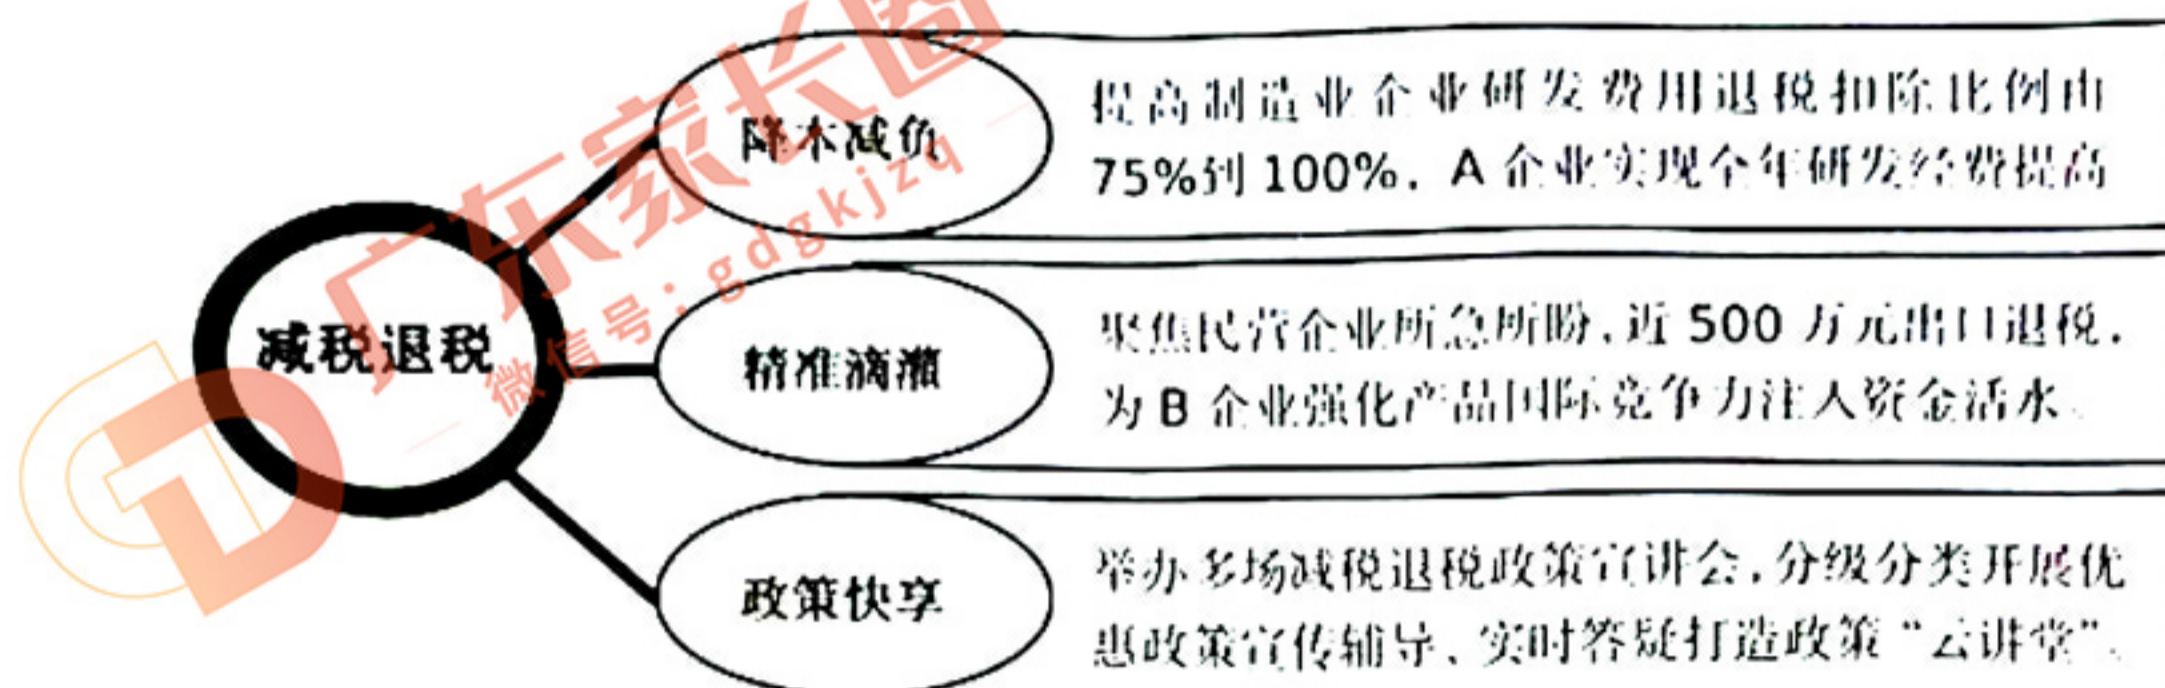 减税退税
降本减负
提高制造业企业研发费用退税扣除比例由
75%到100%，A企业实现全年研发经费提高
精准滴灌
聚焦民营企业所急所盼，近500万元出口退税，
为B企业强化产品国际竞争力注入资金活水。
政策快享
举办多场减税退税政策宣讲会，分级分类开展优
惠政策宣传辅导、实时答疑打造政策“云讲堂”。
广东家长圈
微信号：gdgkjzq